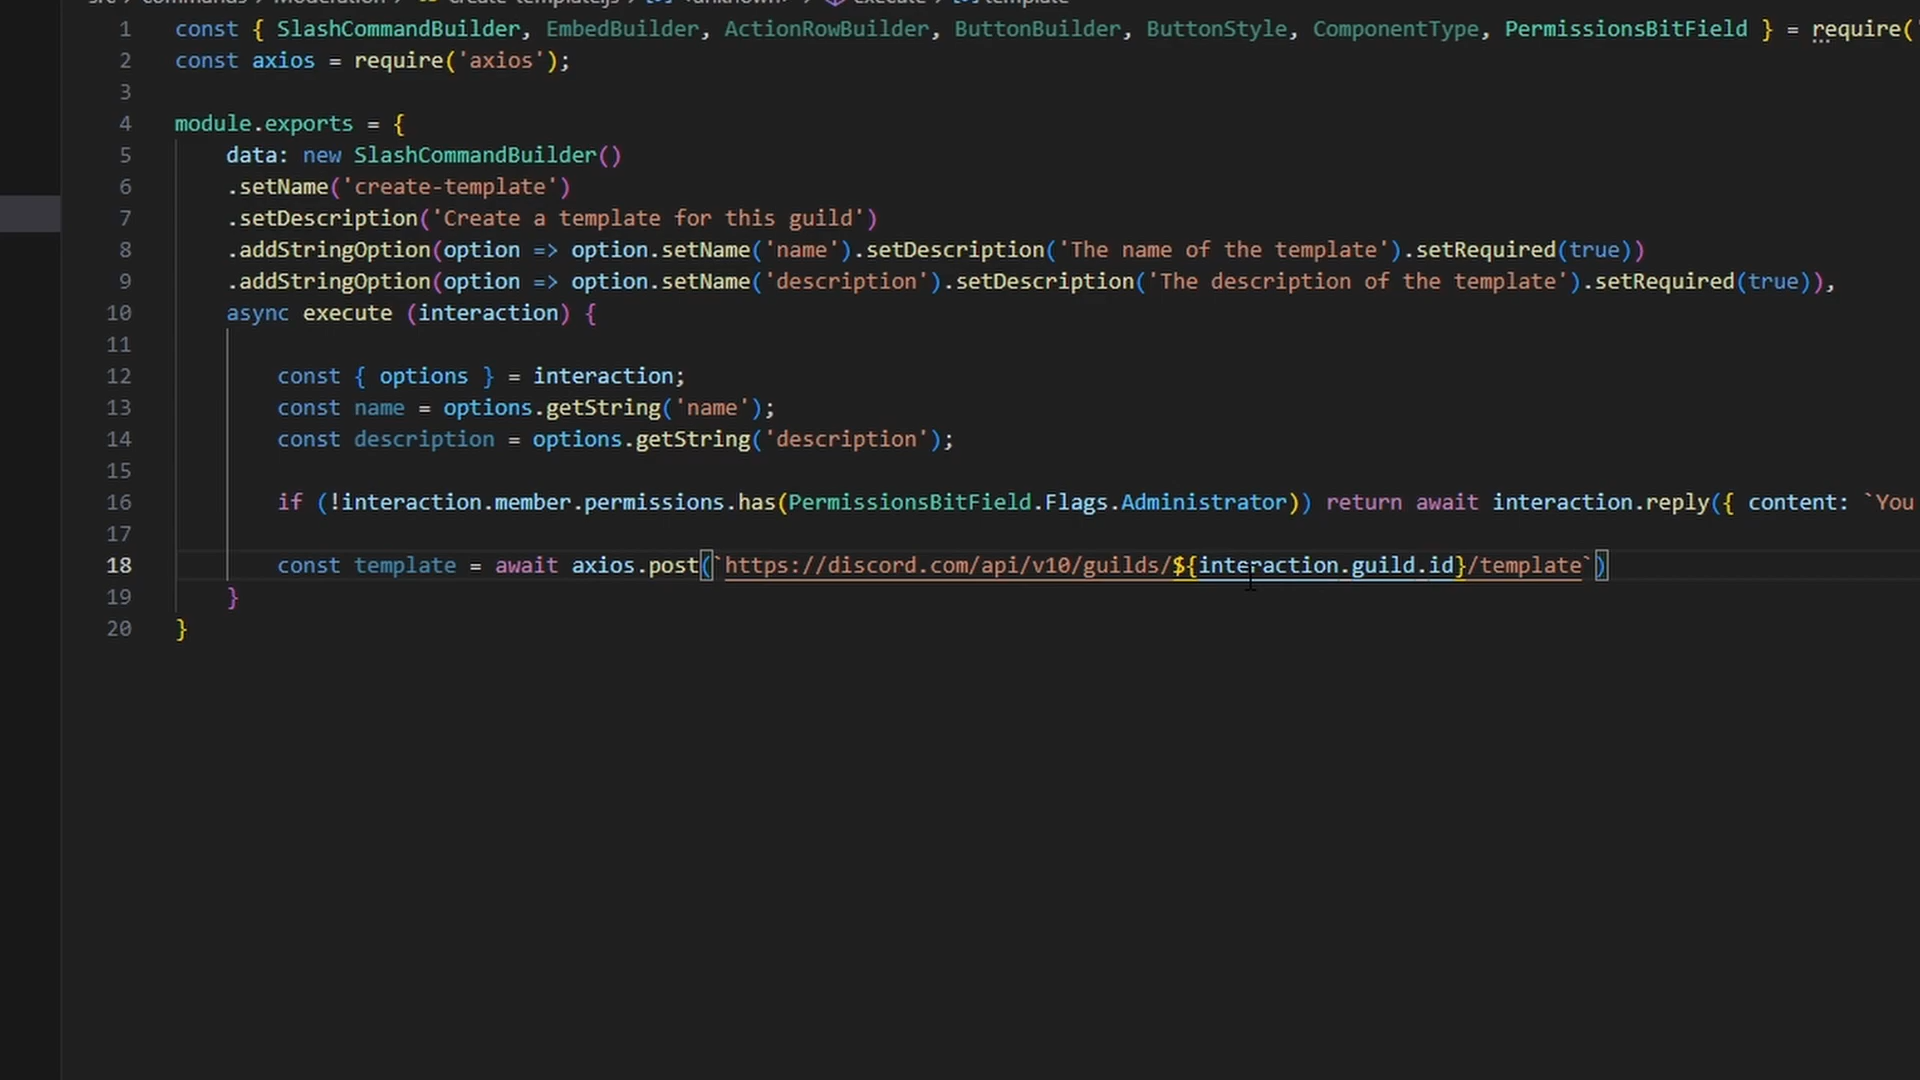 1 const { SlashCommandBuilder, EmbedBuilder, ActionRowBuilder, ButtonBuilder, ButtonStyle, ComponentType, PermissionsBitField } = require(
2 const axios = require('axios');
3
4 module.exports = {
5 data: new SlashCommandBuilder()
6 .setName('create-template')
7 .setDescription('Create a template for this guild')
8 .addStringOption(option => option.setName('name').setDescription('The name of the template').setRequired(true))
9 .addStringOption(option => option.setName('description').setDescription('The description of the template').setRequired(true)),
10 async execute (interaction) {
11
12 const { options } = interaction;
13 const name = options.getString('name');
14 const description = options.getString('description');
15
16 if (!interaction.member.permissions.has(PermissionsBitField.Flags.Administrator)) return await interaction.reply({ content: `You
17
18 const template = await axios.post(`https://discord.com/api/v10/guilds/${interaction.guild.id}/template`)
19 }
20 }